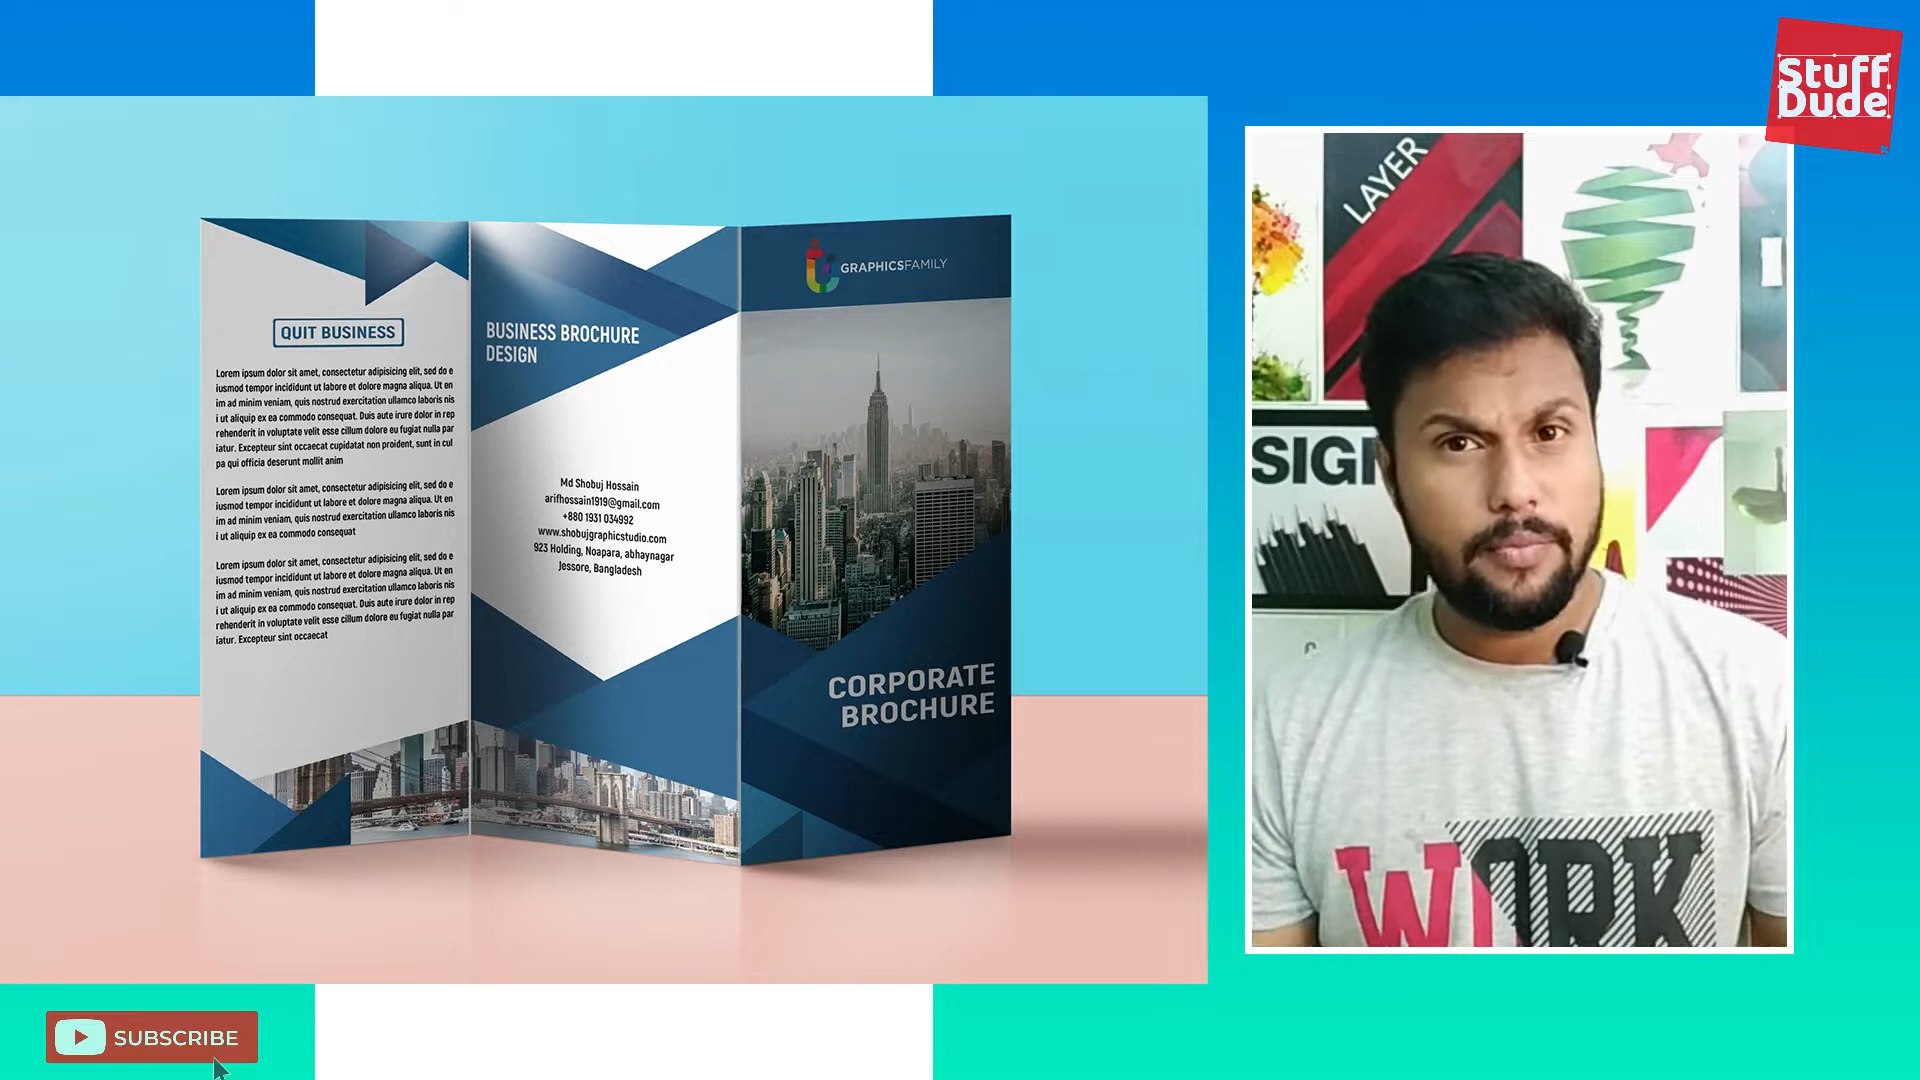 Stuff
Dude
GRAPHICSFAMILY
QUIT BUSINESS
Lorem ipsum dolor sit amet, consectetur adipisicing elit, sed do e
iusmod tempor incididunt ut labore et dolore magna aliqua. Ut en
im ad minim veniam, quis nostrud exercitation ullamco laboris nis
i ut aliquip ex ea commodo consequat. Duis aute irure dolor in rep
rehenderit in voluptate velit esse cillum dolore eu fugiat nulla par
iatur. Excepteur sint occaecat cupidatat non proident, sunt in cul
pa qui officia deserunt mollit anim
Lorem ipsum dolor sit amet, consectetur adipisicing elit, sed do e
iusmod tempor incididunt ut labore et dolore magna aliqua. Ut en
im ad minim veniam, quis nostrud exercitation ullamco laboris nis
i ut aliquip ex ea commodo consequat
Lorem ipsum dolor sit amet, consectetur adipisicing elit, sed do e
iusmod tempor incididunt ut labore et dolore magna aliqua. Ut en
im ad minim veniam, quis nostrud exercitation ullamco laboris nis
i ut aliquip ex ea commodo consequat. Duis aute irure dolor in rep
rehenderit in voluptate velit esse cillum dolore eu fugiat nulla par
iatur. Excepteur sint occaecat
BUSINESS BROCHURE
DESIGN
Md Shobuj Hossain
arifhossain1919@gmail.com
+880 1931 034992
www.shobujgraphicstudio.com
923 Holding, Noapara, abhaynagar
Jessore, Bangladesh
CORPORATE
BROCHURE
LAYER
SIGN
WORK
SUBSCRIBE